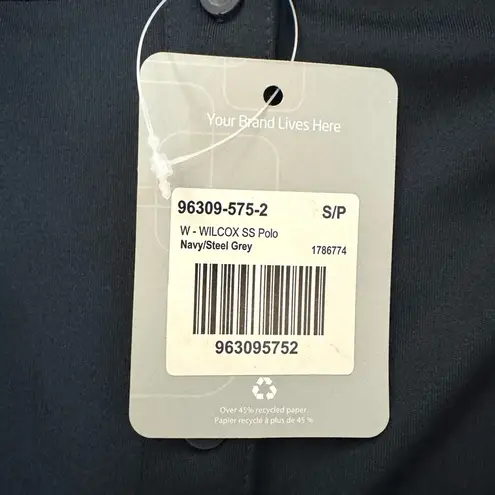 Your Brand Lives Here
96309-575-2 S/P
W - WILCOX SS Polo
Navy/Steel Grey 1786774
963095752
Over 45% recycled paper
Papier recyclé à plus de 45 %